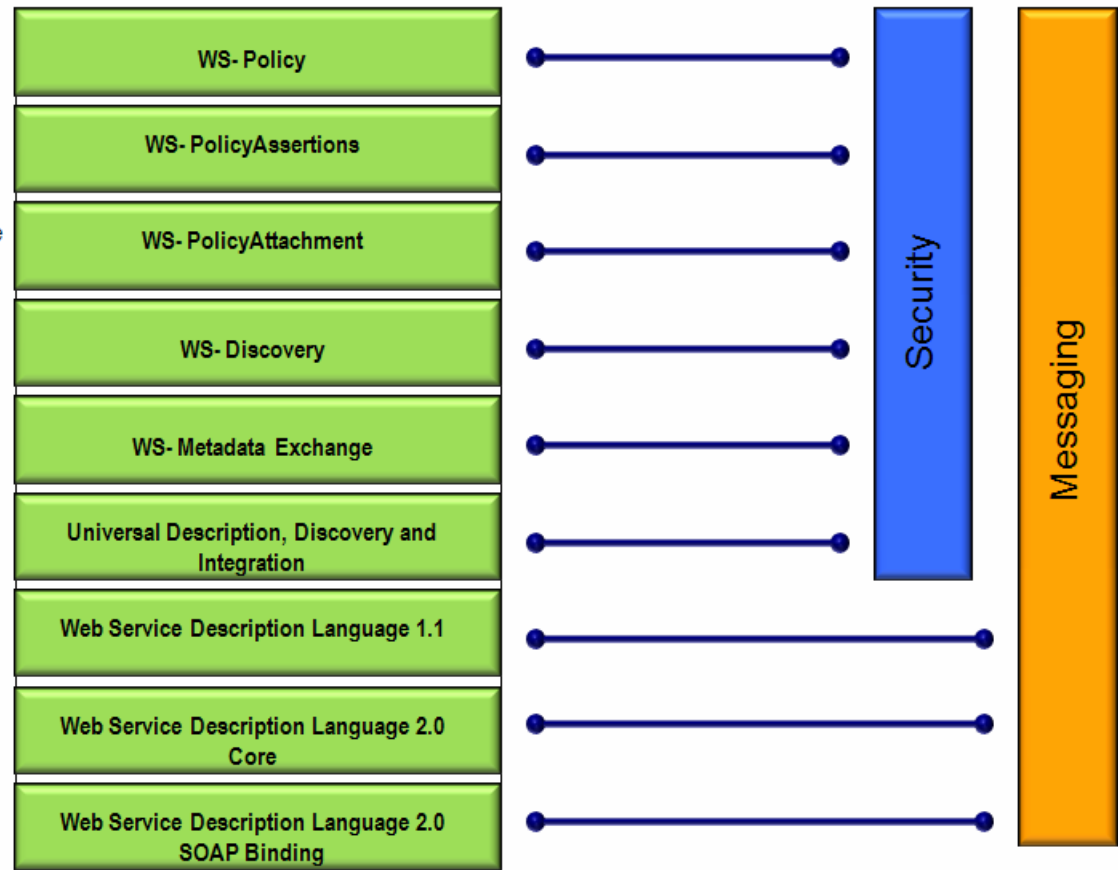 WS- Policy
WS- PolicyAssertions
WS- PolicyAttachment
WS- Discovery
WS- Metadata Exchange
Universal Description, Discovery and
Integration
Web Service Description Language 1.1
Web Service Description Language 2.0
Core
Web Service Description Language 2.0
SOAP Binding
Security
Messaging